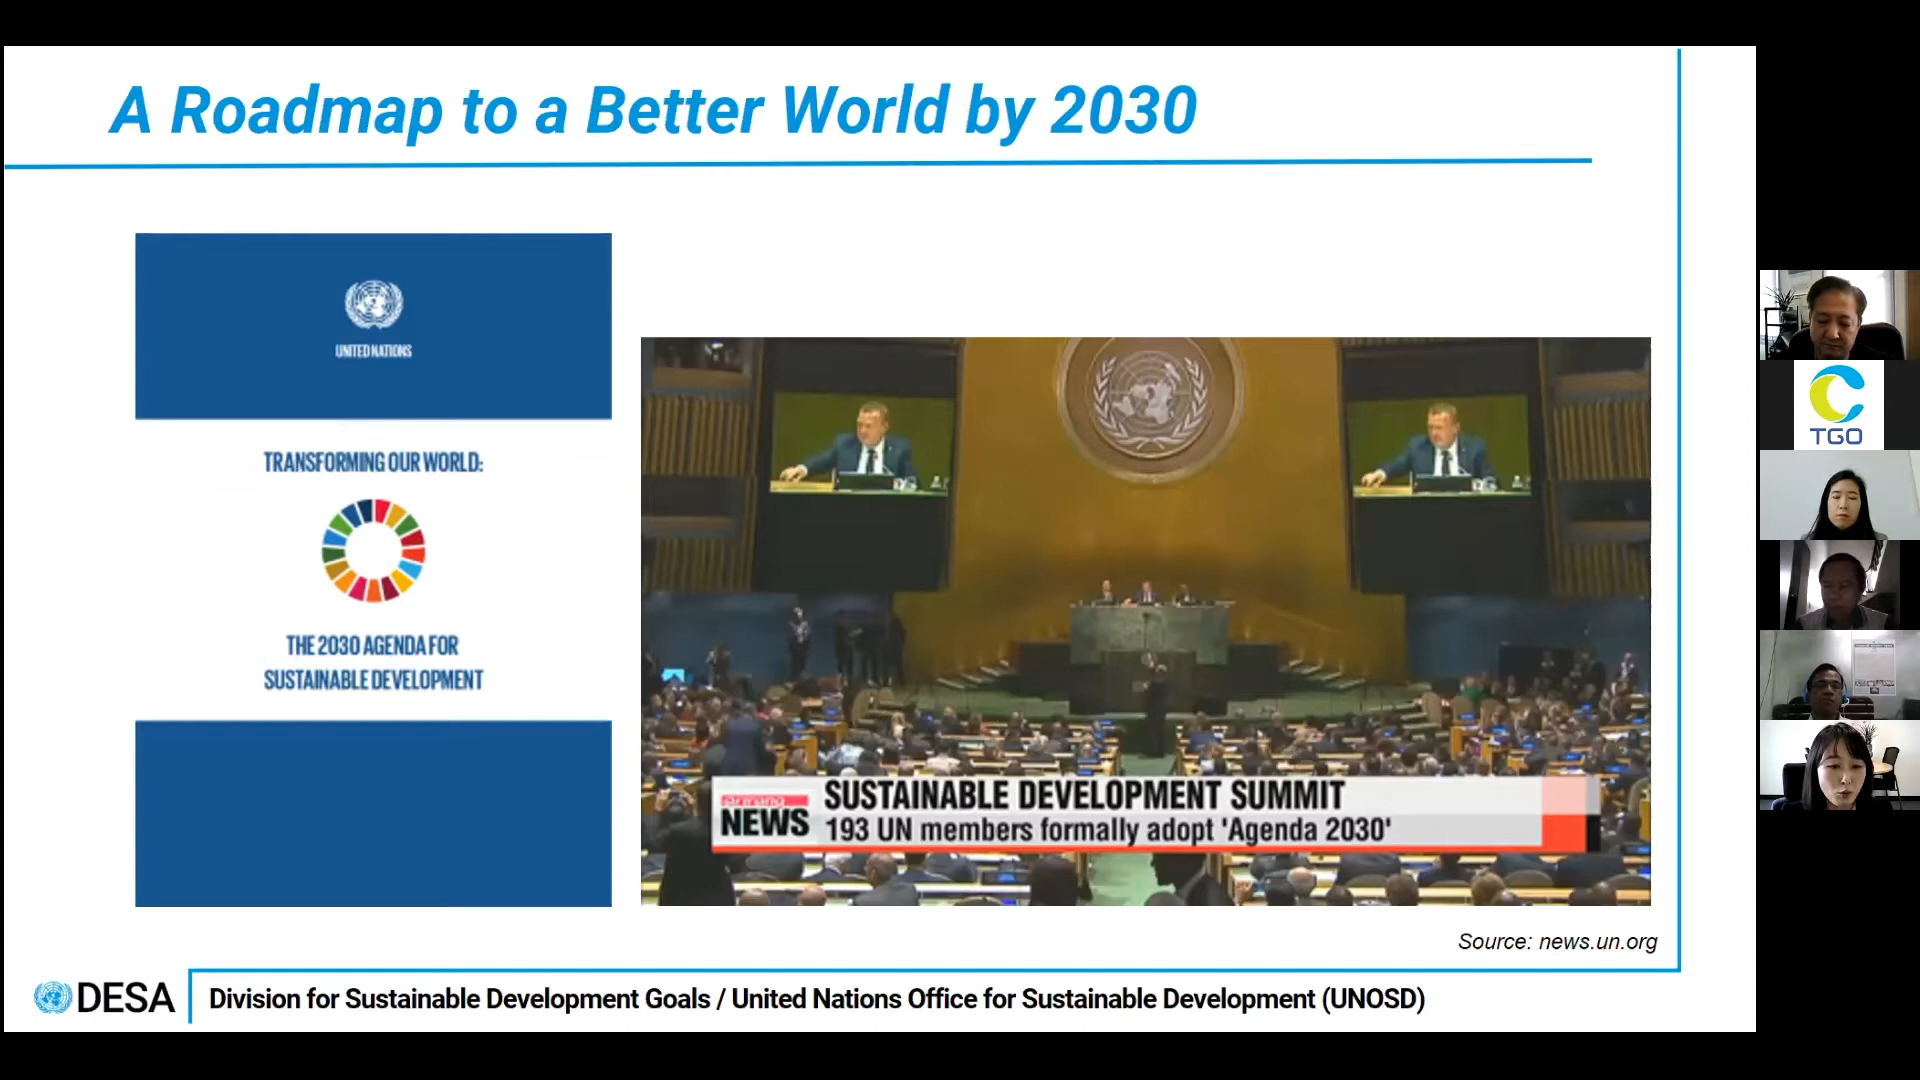 A Roadmap to a Better World by 2030
UNITED NATIONS
TRANSFORMING OUR WORLD:
THE 2030 AGENDA FOR
SUSTAINABLE DEVELOPMENT
arirang
NEWS
SUSTAINABLE DEVELOPMENT SUMMIT
193 UN members formally adopt 'Agenda 2030'
Source: news.un.org
DESA
Division for Sustainable Development Goals / United Nations Office for Sustainable Development (UNOSD)
TGO